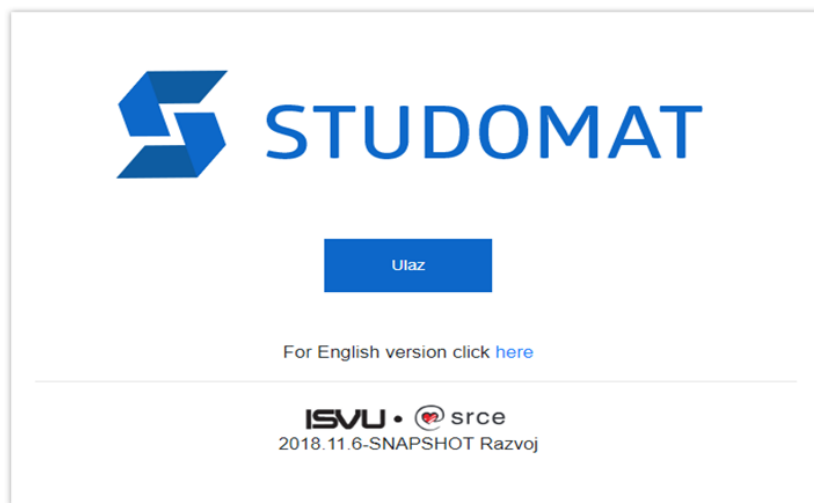 STUDOMAT
Ulaz
For English version click here
ISVU • srce
2018.11.6-SNAPSHOT Razvoj